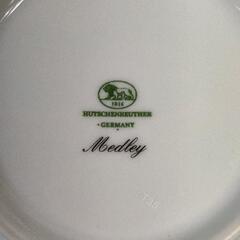 1814
HUTSCHENREUTHER
· GERMANY ·
Medley